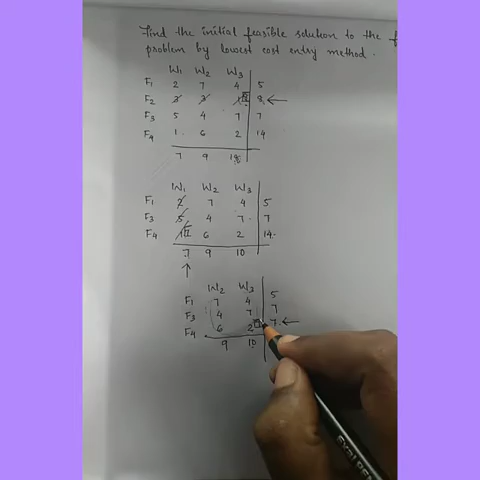 Find the initial feasible solution to the
problem by lowest cost entry method.
W1 W2 W3
F1 2 7 4 5
F2 3 3 1 8 8
F3 5 4 7 7
F4 1 6 2 14
7 9 18
W1 W2 W3
F1 2 7 4 5
F3 5 4 7 7
F4 1 7 6 2 14
7 9 10
W2 W3
F1 7 4 5
F3 4 7 7
F4 6 2 7
9 10